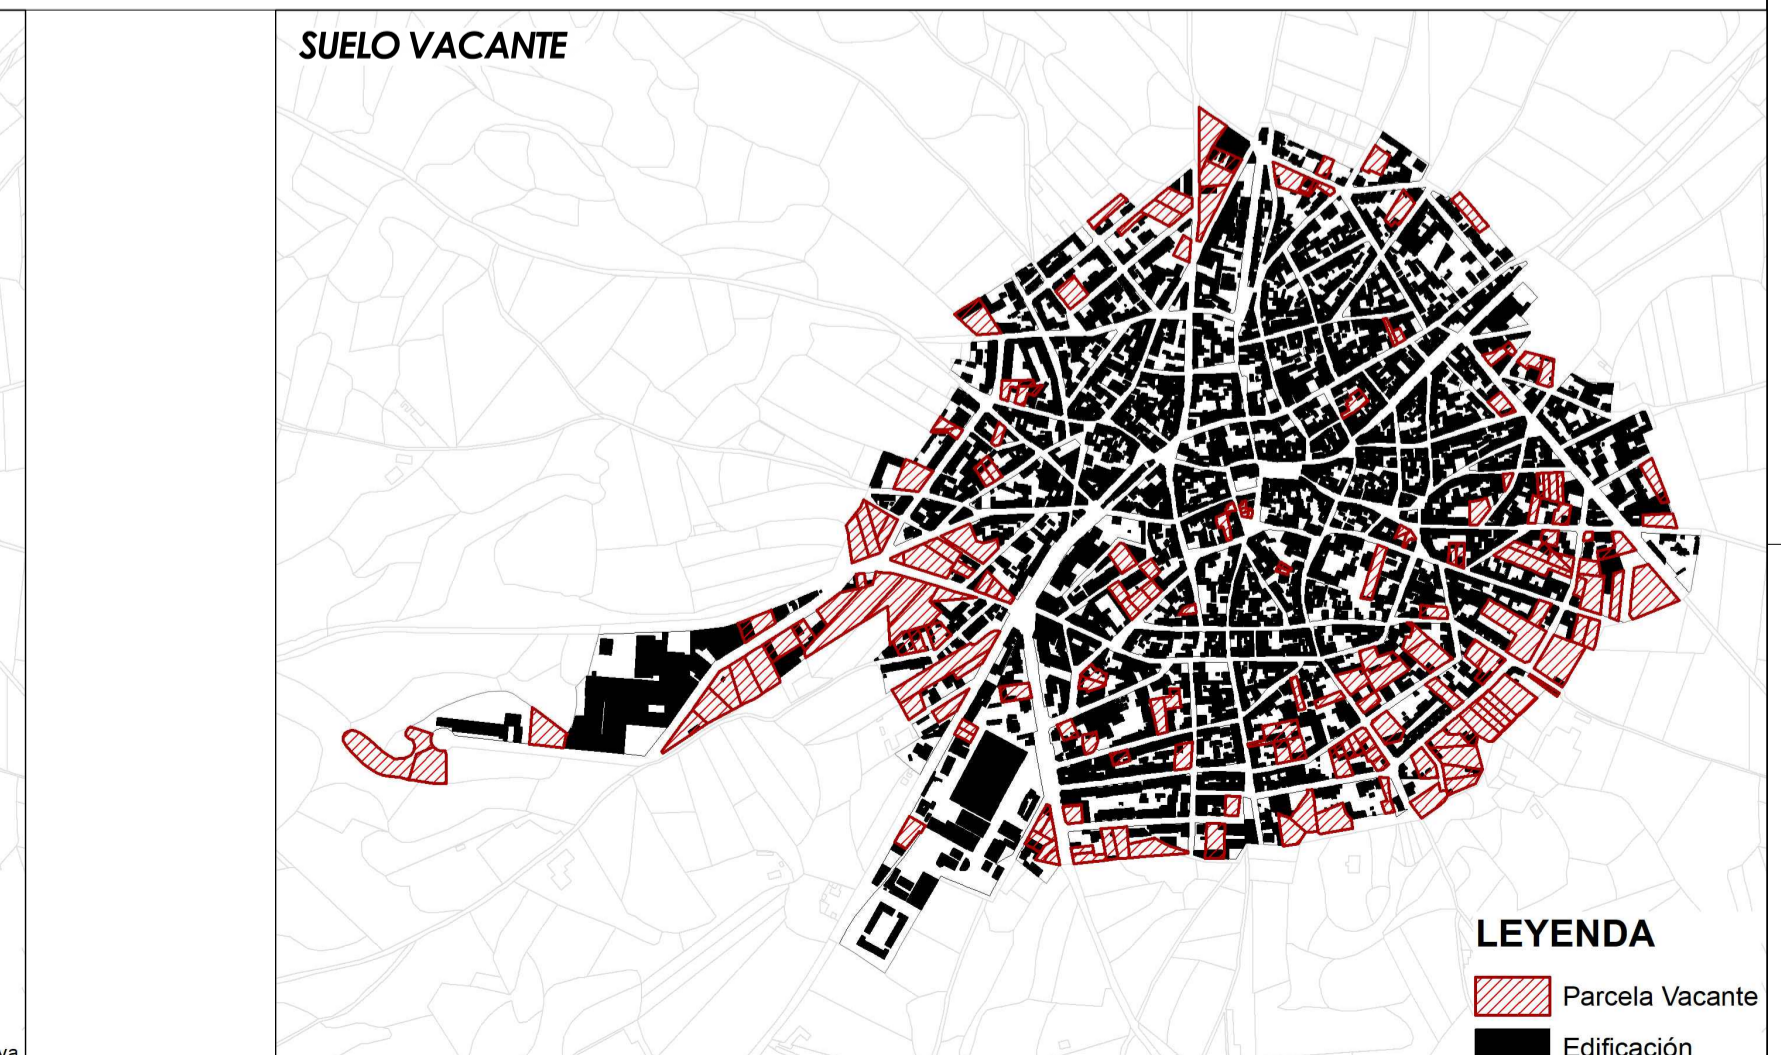 SUELO VACANTE
LEYENDA
Parcela Vacante
Edificación